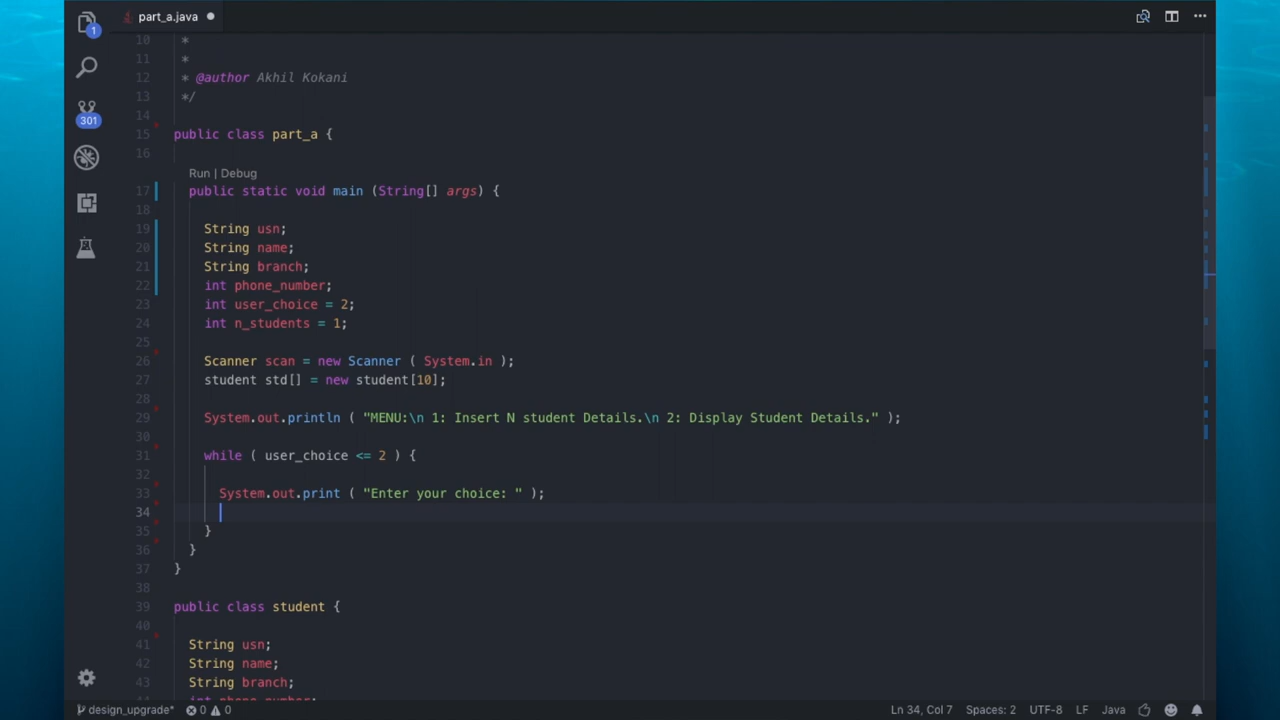 part_a.java
1
301
10 *
11 *
12 * @author Akhil Kokani
13 */
14
15 public class part_a {
16
Run | Debug
17 public static void main (String[] args) {
18
19 String usn;
20 String name;
21 String branch;
22 int phone_number;
23 int user_choice = 2;
24 int n_students = 1;
25
26 Scanner scan = new Scanner ( System.in );
27 student std[] = new student[10];
28
29 System.out.println ( "MENU:\n 1: Insert N student Details.\n 2: Display Student Details." );
30
31 while ( user_choice <= 2 ) {
32
33 System.out.print ( "Enter your choice: " );
34
35 }
36 }
37 }
38
39 public class student {
40
41 String usn;
42 String name;
43 String branch;
design_upgrade* 0 0 Ln 34, Col 7 Spaces: 2 UTF-8 LF Java